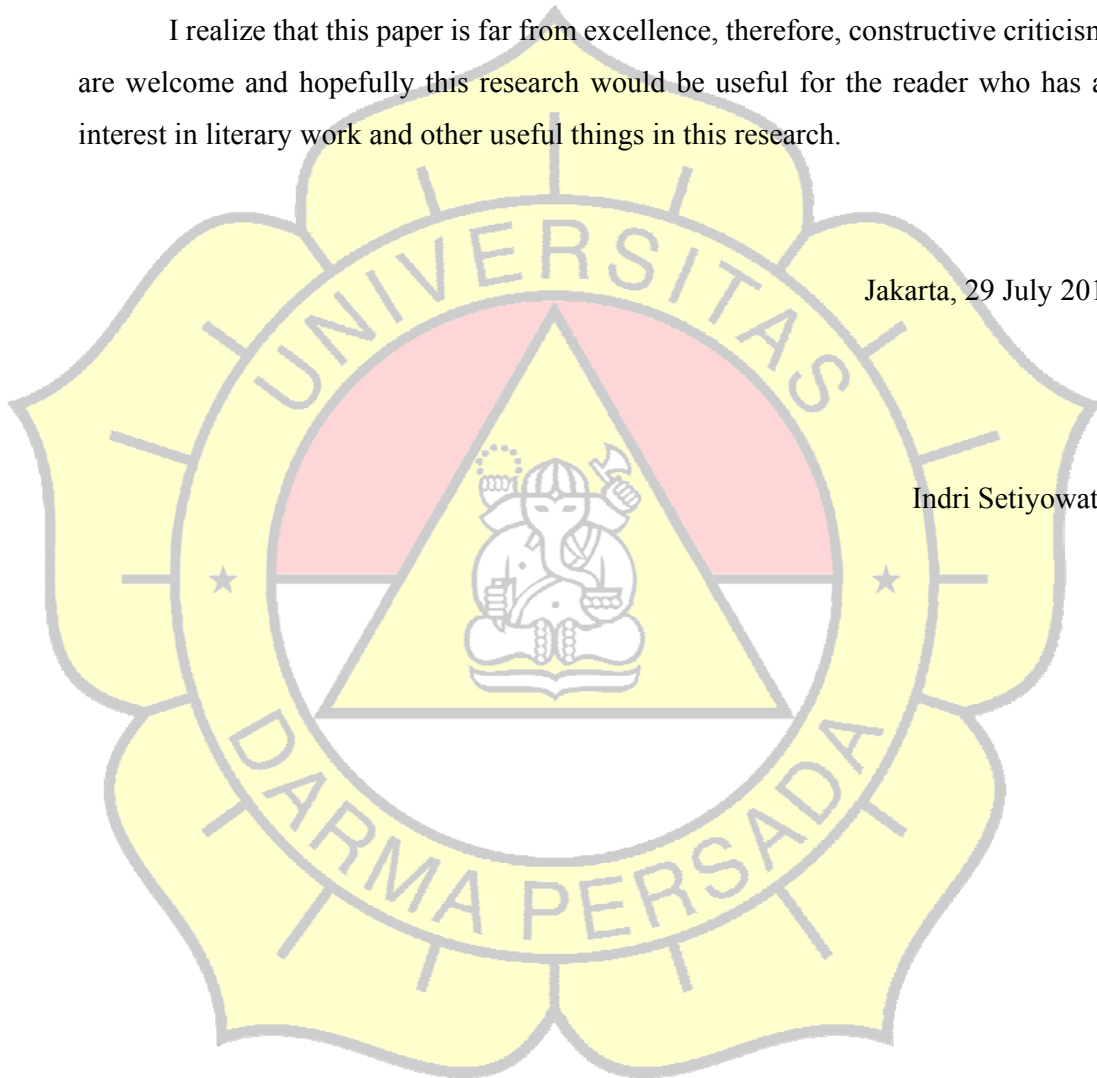 I realize that this paper is far from excellence, therefore, constructive criticism
are welcome and hopefully this research would be useful for the reader who has a
interest in literary work and other useful things in this research.
Jakarta, 29 July 201
Indri Setiyowat
UNIVERSITAS
DARMA PERSADA